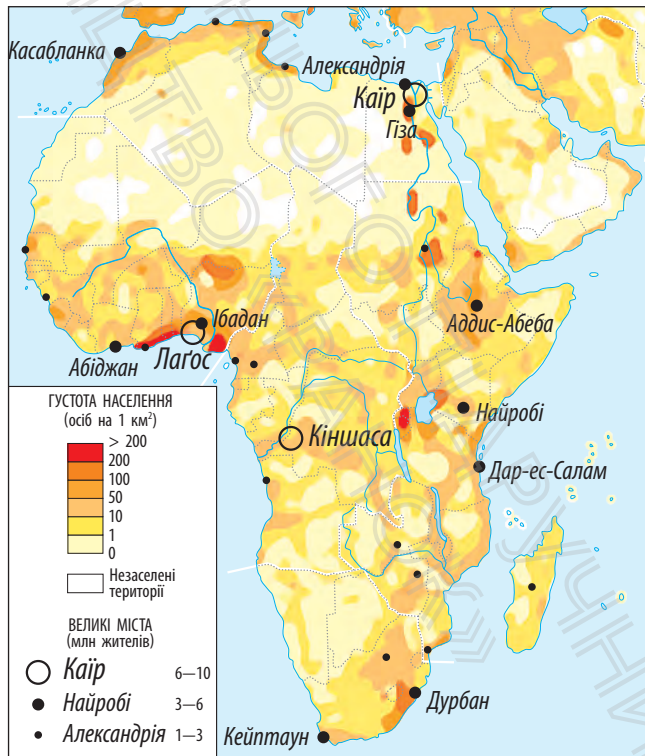 Касабланка
Александрія
Каїр
Гіза
Аддис-Абеба
Ібадан
Лаґос
Абіджан
Найробі
Кіншаса
Дар-ес-Салам
Дурбан
Кейптаун
ГУСТОТА НАСЕЛЕННЯ
(осіб на 1 км²)
> 200
200
100
50
10
1
0
Незаселені
території
ВЕЛИКІ МІСТА
(млн жителів)
Каїр 6—10
Найробі 3—6
Александрія 1—3